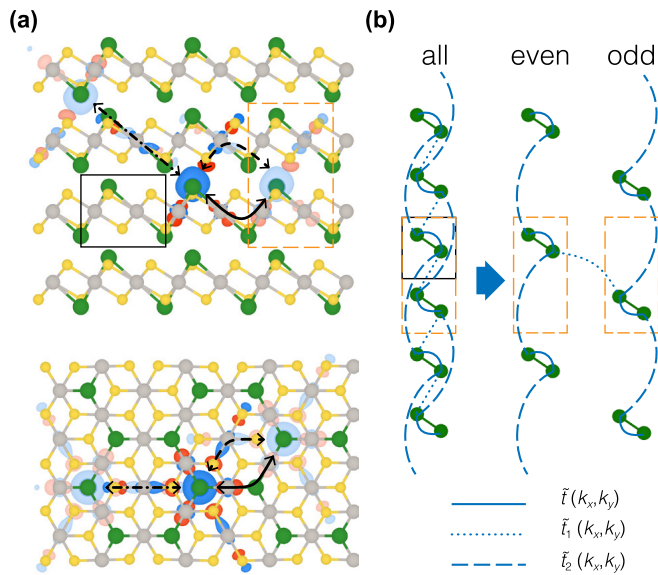 (a)
(b)
all even odd
t̃ (kx,ky)
t̃1 (kx,ky)
t̃2 (kx,ky)